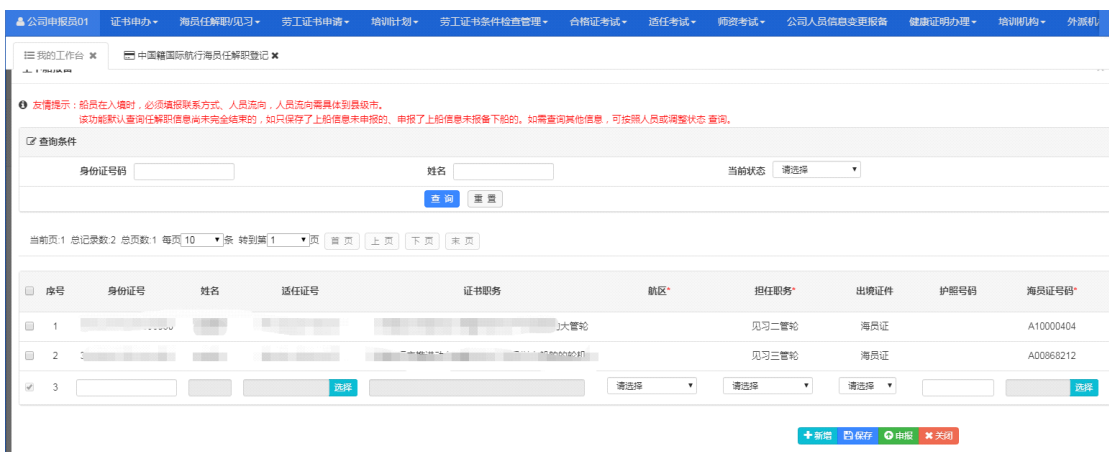 公司申报员01 证书申办 海员任解职/见习 劳工证书申请 培训计划 劳工证书条件检查管理 合格证考试 适任考试 师资考试 公司人员信息变更报备 健康证明办理 培训机构 外派机
我的工作台 ✖ 中国籍国际航行海员任解职登记 ✖
友情提示：船员在入境时，必须填报联系方式、人员流向，人员流向需具体到县级市。
该功能默认查询任解职信息尚未完全结束的，如只保存了上船信息未申报的、申报了上船信息未报备下船的。如需查询其他信息，可按照人员或调整状态 查询。
查询条件
身份证号码 姓名 当前状态 请选择
查 询 重 置
当前页:1 总记录数:2 总页数:1 每页 10 条 转到第 1 页 首 页 上 页 下 页 末 页
序号 身份证号 姓名 适任证号 证书职务 航区* 担任职务* 出境证件 护照号码 海员证号码*
1 大管轮 见习二管轮 海员证 A10000404
2 见习三管轮 海员证 A00868212
3 选择 请选择 请选择 请选择 选择
新增 保存 申报 关闭